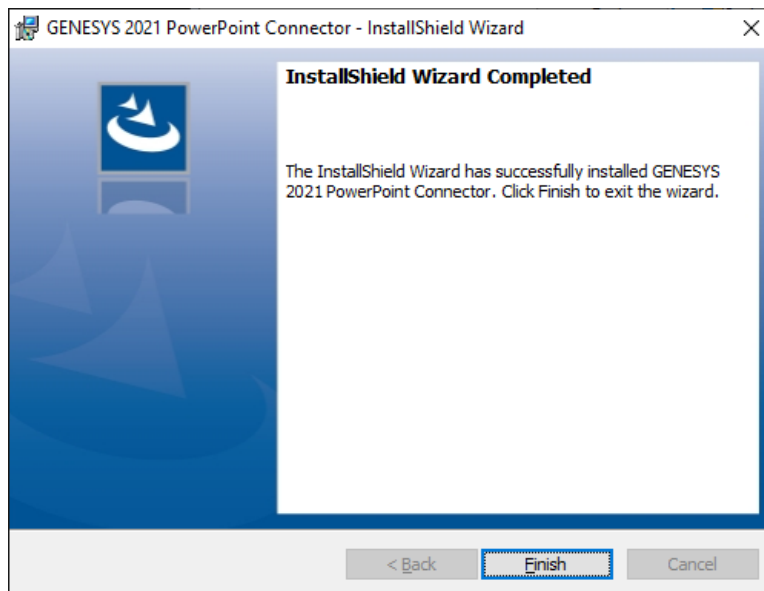 GENESYS 2021 PowerPoint Connector - InstallShield Wizard
InstallShield Wizard Completed
The InstallShield Wizard has successfully installed GENESYS
2021 PowerPoint Connector. Click Finish to exit the wizard.
< Back Finish Cancel